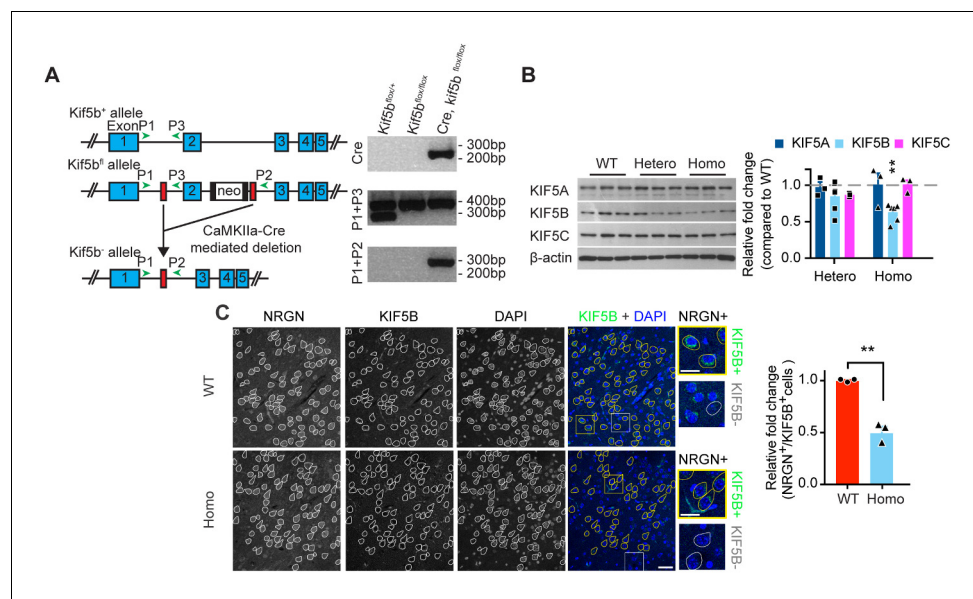 A
Kif5b⁺ allele
Exon P1 P3
1 2 3 4 5
Kif5bᶠˡ allele
P1 P3 P2
1 2 neo 3 4 5
CaMKIIa-Cre
mediated deletion
Kif5b⁻ allele
P1 P2
1 3 4 5
Kif5b^flox/+
Kif5b^flox/flox
Cre, kif5b^flox/flox
Cre
300bp
200bp
P1+P3
400bp
300bp
P1+P2
300bp
200bp
B
WT Hetero Homo
KIF5A
KIF5B
KIF5C
β-actin
KIF5A KIF5B KIF5C
**
Relative fold change
(compared to WT)
1.0
0.5
0.0
Hetero Homo
C
NRGN KIF5B DAPI KIF5B + DAPI NRGN+
WT
KIF5B+
KIF5B-
NRGN+
Homo
KIF5B+
KIF5B-
Relative fold change
(NRGN⁺/KIF5B⁺cells)
**
1.0
0.5
0.0
WT Homo